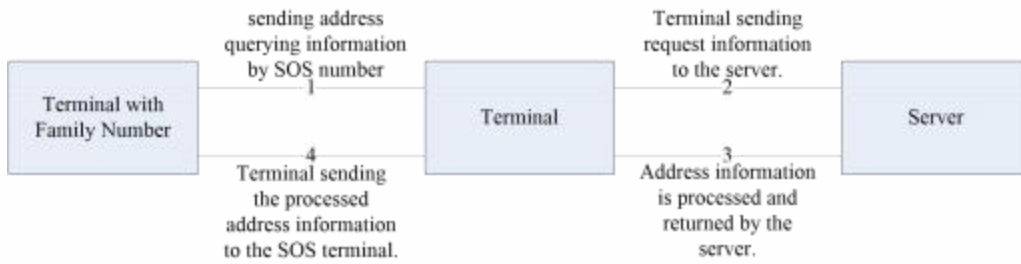 sending address
querying information
by SOS number
1
Terminal sending
request information
to the server.
2
Terminal with
Family Number
Terminal
Server
4
Terminal sending
the processed
address information
to the SOS terminal.
3
Address information
is processed and
returned by the
server.